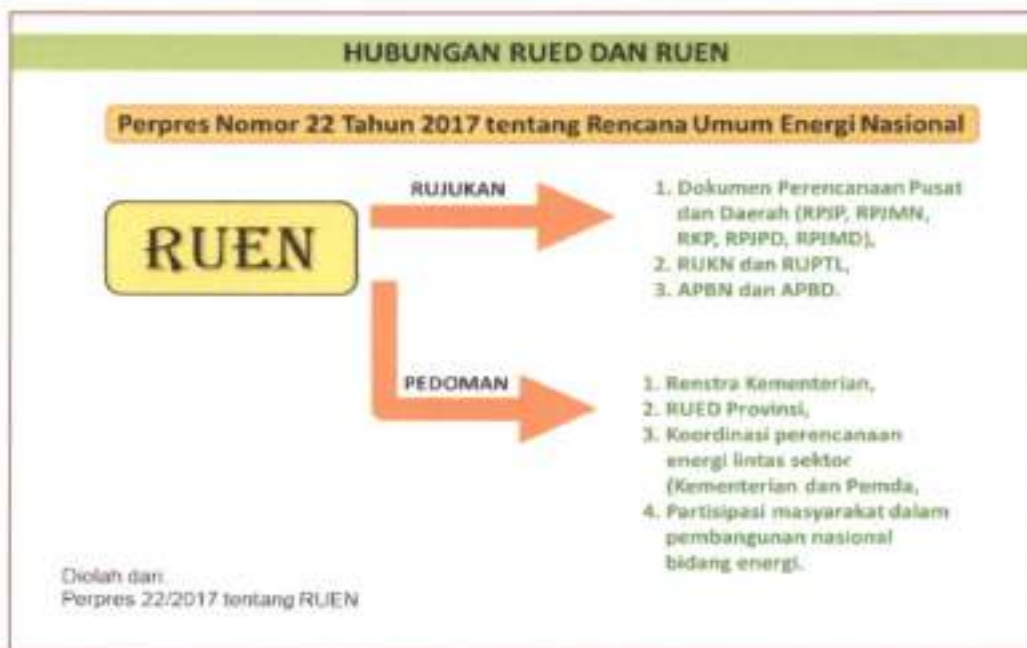 HUBUNGAN RUED DAN RUEN
Perpres Nomor 22 Tahun 2017 tentang Rencana Umum Energi Nasional
RUEN
RUJUKAN
1. Dokumen Perencanaan Pusat
dan Daerah (RPJP, RPJMN,
RKP, RPJPD, RPJMD),
2. RUKN dan RUPTL,
3. APBN dan APBD.
PEDOMAN
1. Renstra Kementerian,
2. RUED Provinsi,
3. Koordinasi perencanaan
energi lintas sektor
(Kementerian dan Pemda,
4. Partisipasi masyarakat dalam
pembangunan nasional
bidang energi.
Diolah dari
Perpres 22/2017 tentang RUEN